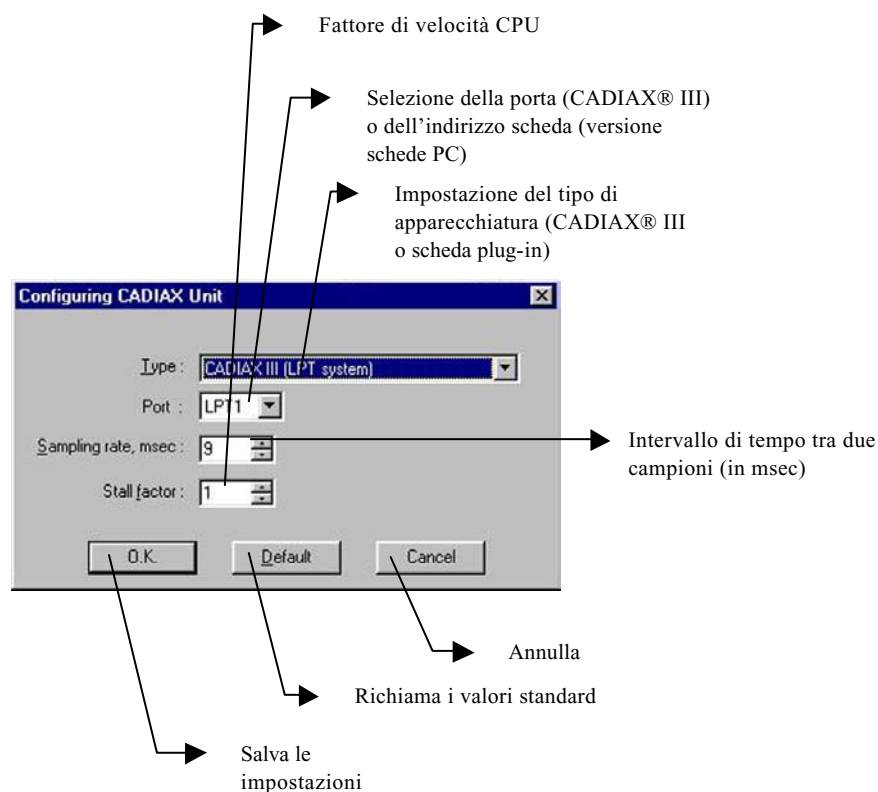 Fattore di velocità CPU
Selezione della porta (CADIAX® III)
o dell'indirizzo scheda (versione
schede PC)
Impostazione del tipo di
apparecchiatura (CADIAX® III
o scheda plug-in)
Configuring CADIAX Unit
Type : CADIAX III (LPT system)
Port : LPT1
Sampling rate, msec : 9
Intervallo di tempo tra due
campioni (in msec)
Stall factor : 1
O.K. Default Cancel
Annulla
Richiama i valori standard
Salva le
impostazioni